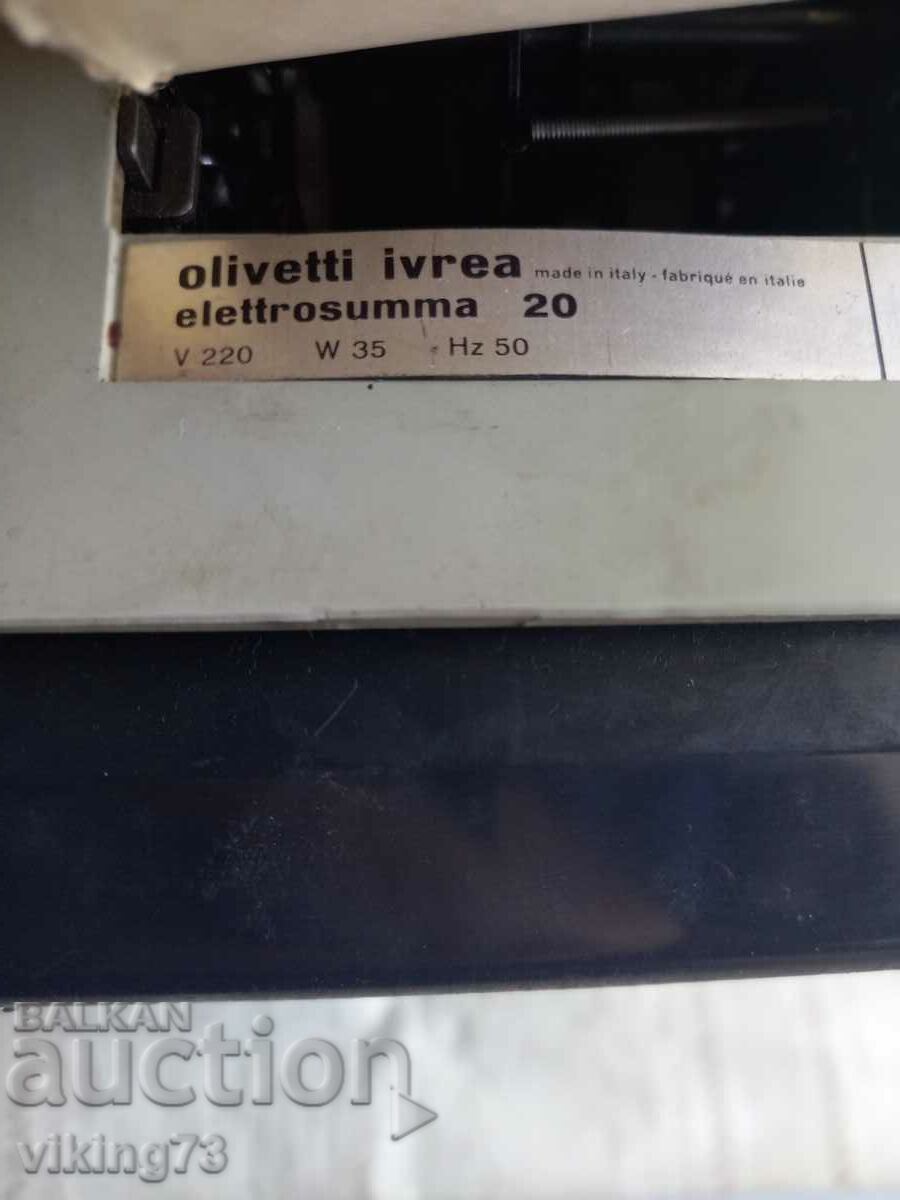 olivetti ivrea made in italy - fabriqué en italie
elettrosumma 20
V 220 W 35 Hz 50
BALKAN
auction
viking73